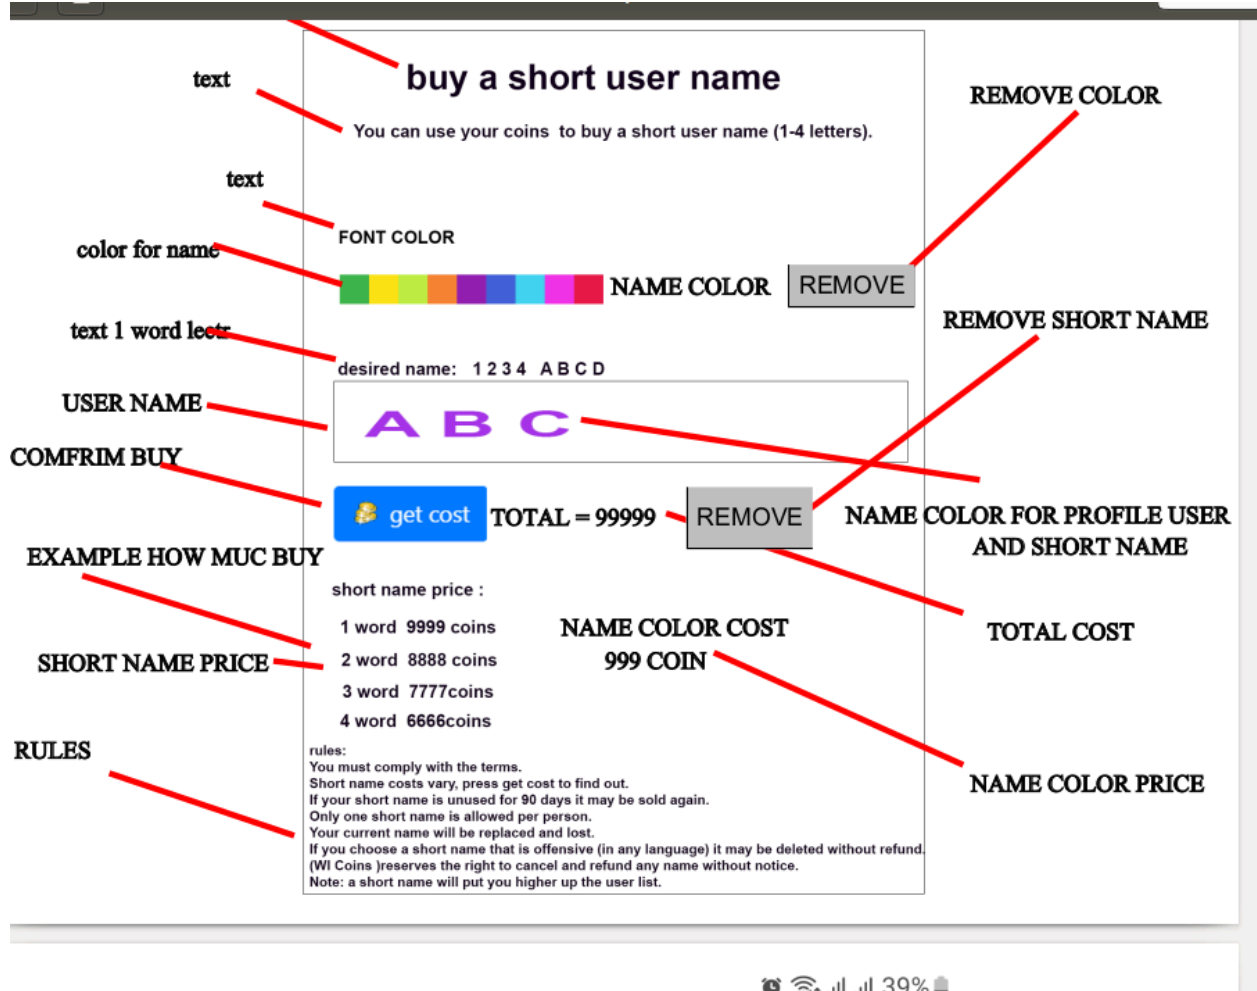 buy a short user name
text
REMOVE COLOR
You can use your coins to buy a short user name (1-4 letters).
text
FONT COLOR
color for name
NAME COLOR
REMOVE
REMOVE SHORT NAME
text 1 word lectr
desired name: 1 2 3 4 A B C D
USER NAME
A B C
COMFRIM BUY
get cost
TOTAL = 99999
REMOVE
NAME COLOR FOR PROFILE USER
AND SHORT NAME
EXAMPLE HOW MUC BUY
short name price :
1 word 9999 coins
NAME COLOR COST
999 COIN
TOTAL COST
SHORT NAME PRICE
2 word 8888 coins
3 word 7777coins
4 word 6666coins
RULES
NAME COLOR PRICE
rules:
You must comply with the terms.
Short name costs vary, press get cost to find out.
If your short name is unused for 90 days it may be sold again.
Only one short name is allowed per person.
Your current name will be replaced and lost.
If you choose a short name that is offensive (in any language) it may be deleted without refund.
(WI Coins )reserves the right to cancel and refund any name without notice.
Note: a short name will put you higher up the user list.
39%